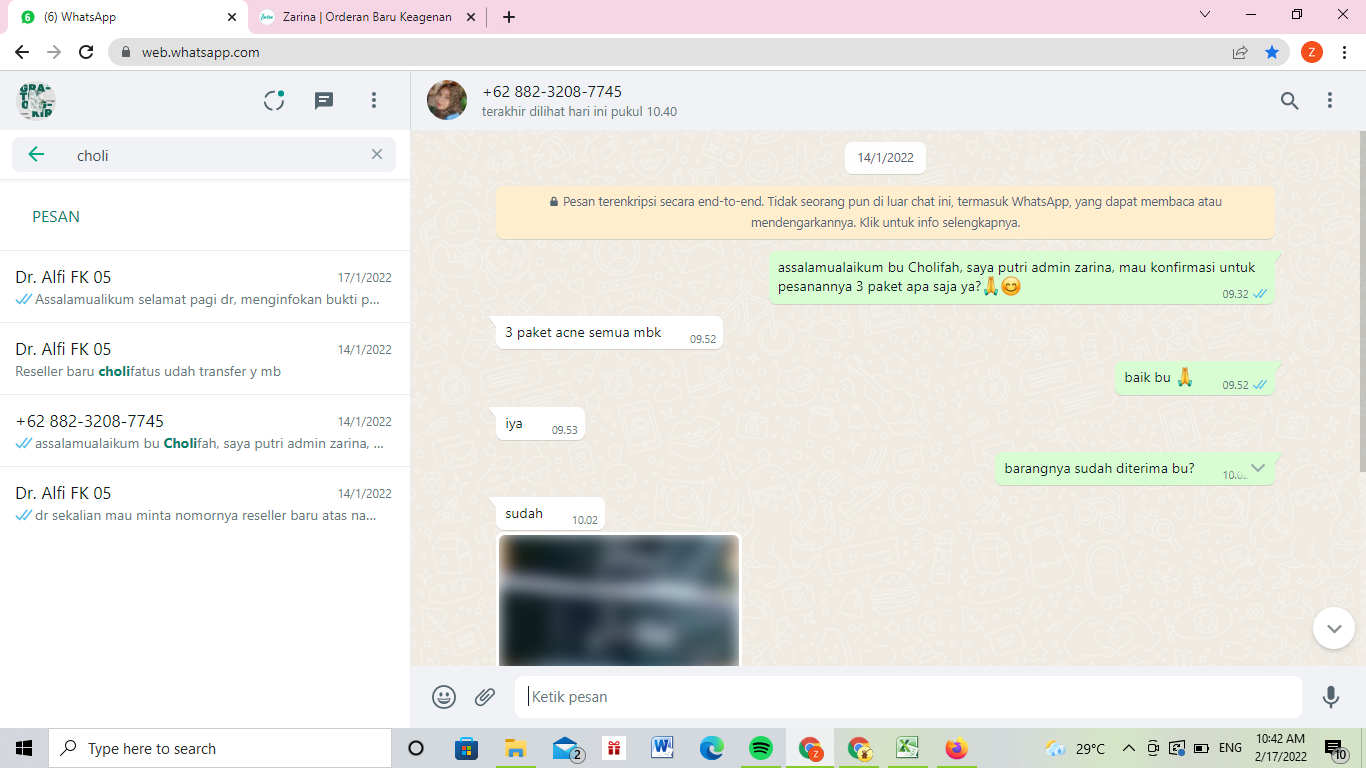 (6) WhatsApp
Zarina | Orderan Baru Keagenan
web.whatsapp.com
Z
+62 882-3208-7745
terakhir dilihat hari ini pukul 10.40
choli
PESAN
Dr. Alfi FK 05
17/1/2022
Assalamualikum selamat pagi dr, menginfokan bukti p...
Dr. Alfi FK 05
14/1/2022
Reseller baru cholifatus udah transfer y mb
+62 882-3208-7745
14/1/2022
assalamualaikum bu Cholifah, saya putri admin zarina, ...
Dr. Alfi FK 05
14/1/2022
dr sekalian mau minta nomornya reseller baru atas na...
14/1/2022
Pesan terenkripsi secara end-to-end. Tidak seorang pun di luar chat ini, termasuk WhatsApp, yang dapat membaca atau
mendengarkannya. Klik untuk info selengkapnya.
assalamualaikum bu Cholifah, saya putri admin zarina, mau konfirmasi untuk
pesanannya 3 paket apa saja ya?🙏😊
09.32
3 paket acne semua mbk
09.52
baik bu 🙏
09.52
iya
09.53
barangnya sudah diterima bu?
sudah
10.02
Ketik pesan
Type here to search
2
Z
29°C
ENG
10:42 AM
2/17/2022
10